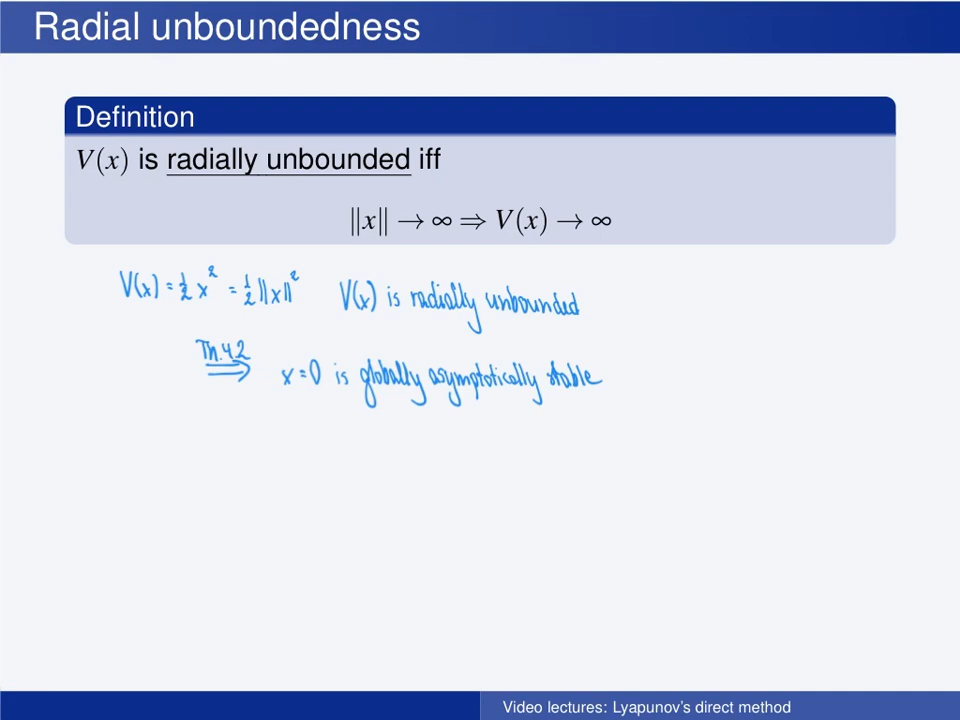 Radial unboundedness
Definition
V(x) is radially unbounded iff
‖x‖ → ∞ ⇒ V(x) → ∞
V(x) = ½ x² = ½ ‖x‖² V(x) is radially unbounded
Th.4.2
⇒ x=0 is globally asymptotically stable
Video lectures: Lyapunov's direct method